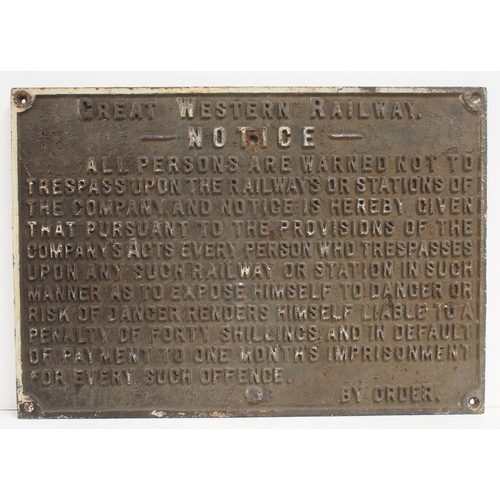 GREAT WESTERN RAILWAY.
— NOTICE —
ALL PERSONS ARE WARNED NOT TO
TRESPASS UPON THE RAILWAYS OR STATIONS OF
THE COMPANY, AND NOTICE IS HEREBY GIVEN
THAT PURSUANT TO THE PROVISIONS OF THE
COMPANY'S ACTS EVERY PERSON WHO TRESPASSES
UPON ANY SUCH RAILWAY OR STATION IN SUCH
MANNER AS TO EXPOSE HIMSELF TO DANGER OR
RISK OF DANGER RENDERS HIMSELF LIABLE TO A
PENALTY OF FORTY SHILLINGS, AND IN DEFAULT
OF PAYMENT TO ONE MONTHS IMPRISONMENT
FOR EVERY SUCH OFFENCE.
BY ORDER.